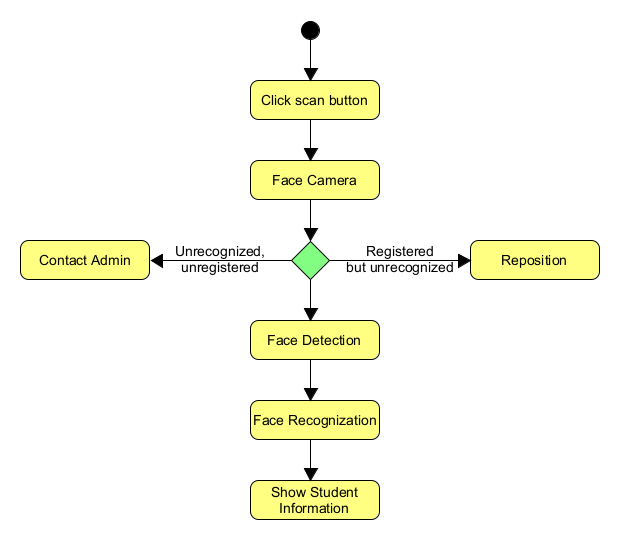 Click scan button
Face Camera
Contact Admin
Unrecognized,
unregistered
Registered
but unrecognized
Reposition
Face Detection
Face Recognization
Show Student
Information